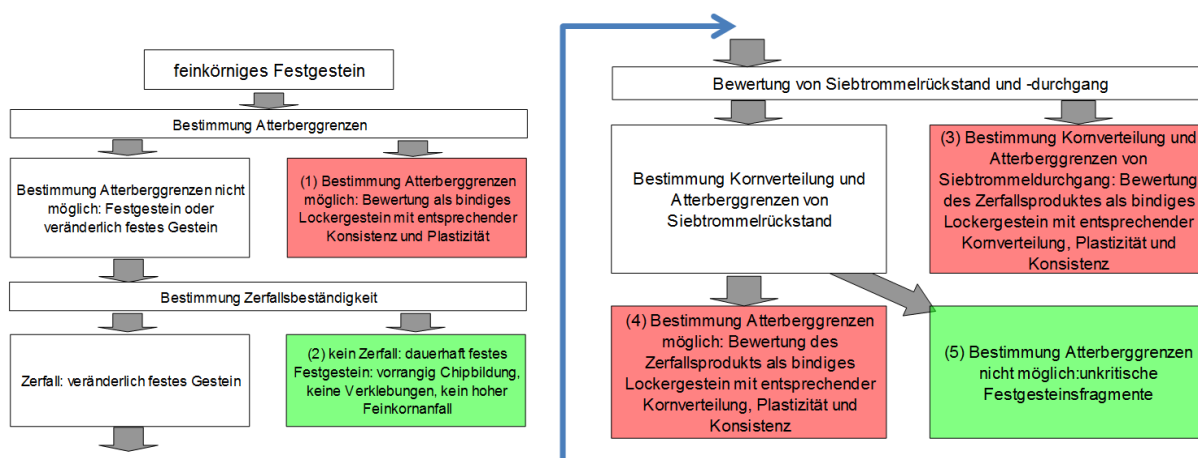 feinkörniges Festgestein
Bestimmung Atterberggrenzen
Bestimmung Atterberggrenzen nicht
möglich: Festgestein oder
veränderlich festes Gestein
(1) Bestimmung Atterberggrenzen
möglich: Bewertung als bindiges
Lockergestein mit entsprechender
Konsistenz und Plastizität
Bestimmung Zerfallsbeständigkeit
Zerfall: veränderlich festes Gestein
(2) kein Zerfall: dauerhaft festes
Festgestein: vorrangig Chipbildung,
keine Verklebungen, kein hoher
Feinkornanfall
Bewertung von Siebtrommelrückstand und -durchgang
Bestimmung Kornverteilung und
Atterberggrenzen von
Siebtrommelrückstand
(3) Bestimmung Kornverteilung und
Atterberggrenzen von
Siebtrommeldurchgang: Bewertung
des Zerfallsproduktes als bindiges
Lockergestein mit entsprechender
Kornverteilung, Plastizität und
Konsistenz
(4) Bestimmung Atterberggrenzen
möglich: Bewertung des
Zerfallsprodukts als bindiges
Lockergestein mit entsprechender
Kornverteilung, Plastizität und
Konsistenz
(5) Bestimmung Atterberggrenzen
nicht möglich:unkritische
Festgesteinsfragmente